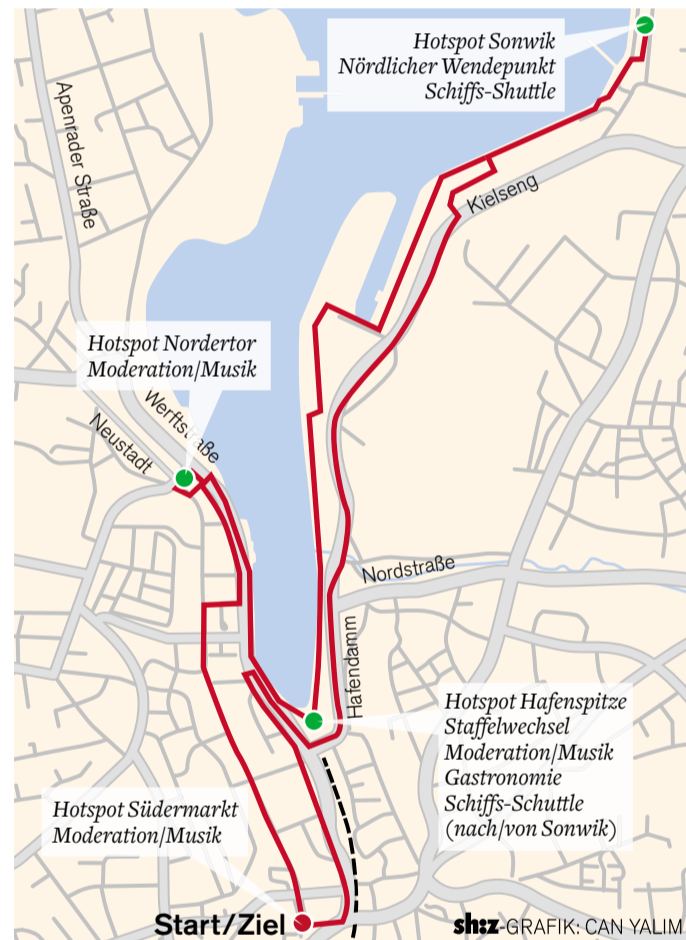 Hotspot Sonwik
Nördlicher Wendepunkt
Schiffs-Shuttle
Apenrader Straße
Kielseng
Hotspot Nordertor
Moderation/Musik
Werftstraße
Neustadt
Nordstraße
Hafendamm
Hotspot Hafenspitze
Staffelwechsel
Moderation/Musik
Gastronomie
Schiffs-Schuttle
(nach/von Sonwik)
Hotspot Südermarkt
Moderation/Musik
Start/Ziel
sh:z-GRAFIK: CAN YALIM